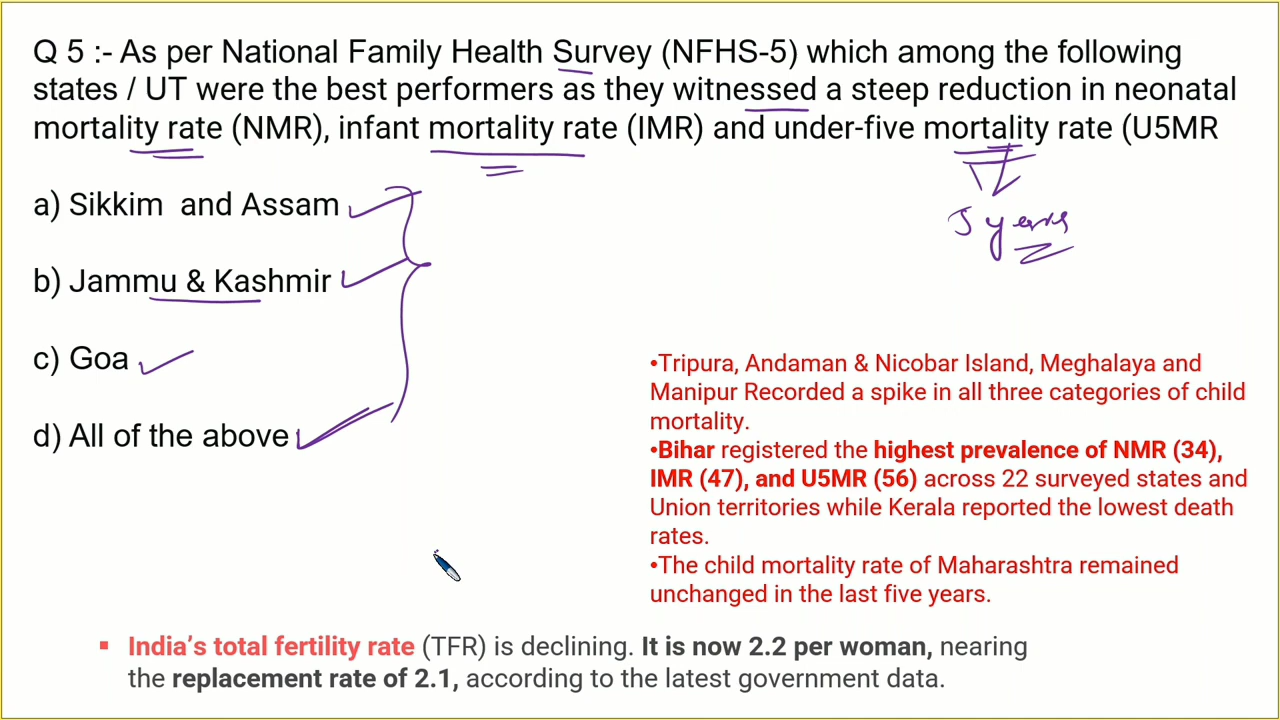 Q 5 :- As per National Family Health Survey (NFHS-5) which among the following
states / UT were the best performers as they witnessed a steep reduction in neonatal
mortality rate (NMR), infant mortality rate (IMR) and under-five mortality rate (U5MR
5 years
a) Sikkim and Assam
b) Jammu & Kashmir
c) Goa
d) All of the above
•Tripura, Andaman & Nicobar Island, Meghalaya and
Manipur Recorded a spike in all three categories of child
mortality.
•Bihar registered the highest prevalence of NMR (34),
IMR (47), and U5MR (56) across 22 surveyed states and
Union territories while Kerala reported the lowest death
rates.
•The child mortality rate of Maharashtra remained
unchanged in the last five years.
▪ India's total fertility rate (TFR) is declining. It is now 2.2 per woman, nearing
the replacement rate of 2.1, according to the latest government data.